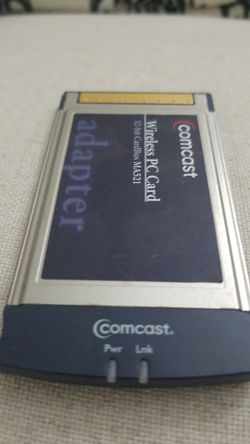 comcast
Wireless PC Card
32-bit CardBus MA521
adapter
comcast
Pwr Lnk